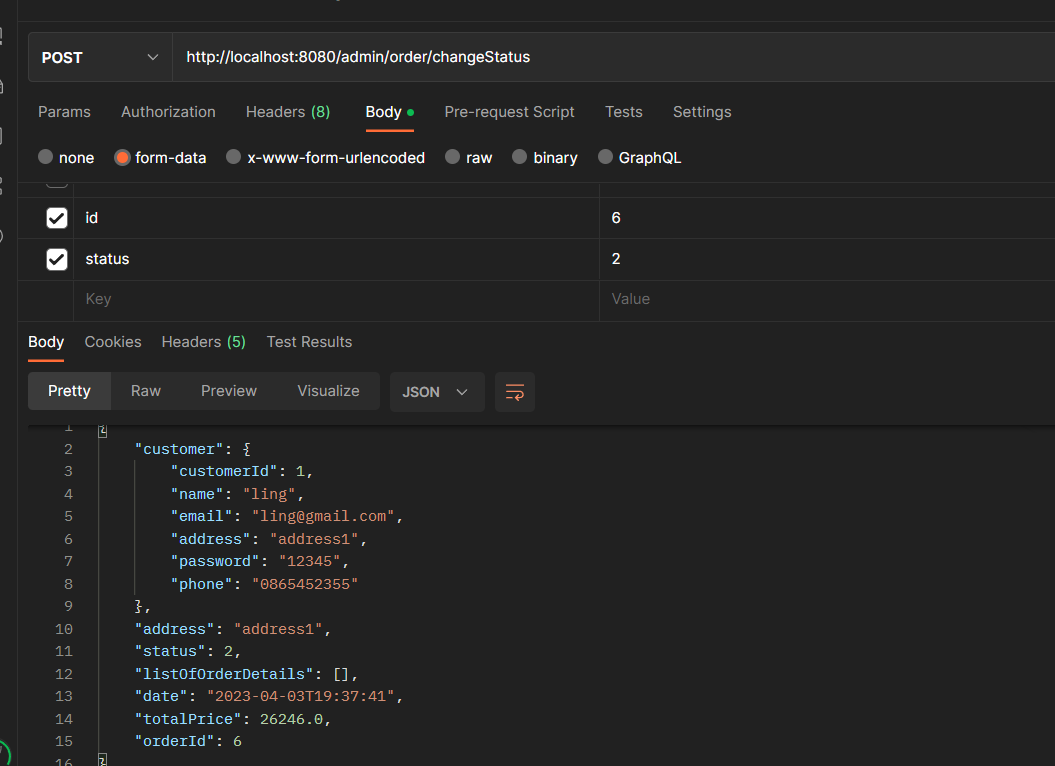 POST http://localhost:8080/admin/order/changeStatus
Params Authorization Headers (8) Body Pre-request Script Tests Settings
none form-data x-www-form-urlencoded raw binary GraphQL
id 6
status 2
Key Value
Body Cookies Headers (5) Test Results
Pretty Raw Preview Visualize JSON
1 {
2 "customer": {
3 "customerId": 1,
4 "name": "ling",
5 "email": "ling@gmail.com",
6 "address": "address1",
7 "password": "12345",
8 "phone": "0865452355"
9 },
10 "address": "address1",
11 "status": 2,
12 "listOfOrderDetails": [],
13 "date": "2023-04-03T19:37:41",
14 "totalPrice": 26246.0,
15 "orderId": 6
16 }